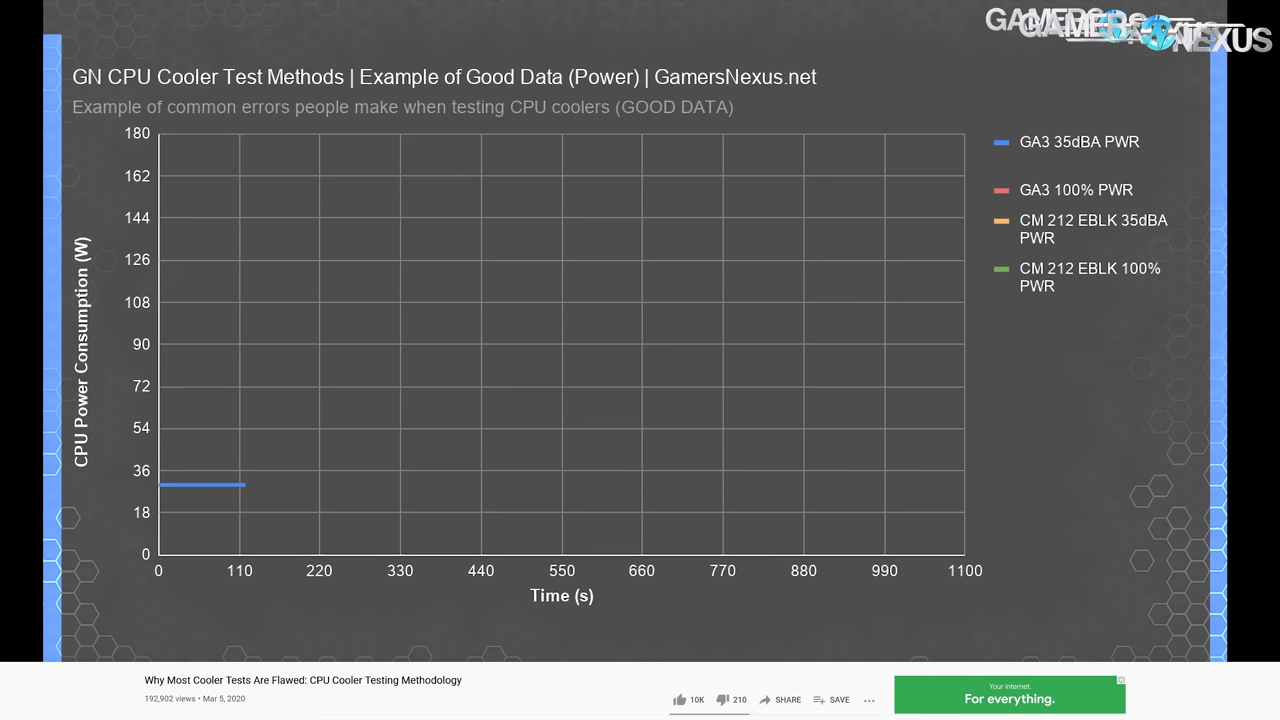 GAMERS NEXUS
GN CPU Cooler Test Methods | Example of Good Data (Power) | GamersNexus.net
Example of common errors people make when testing CPU coolers (GOOD DATA)
180
162
144
126
108
90
72
54
36
18
0
CPU Power Consumption (W)
0 110 220 330 440 550 660 770 880 990 1100
Time (s)
GA3 35dBA PWR
GA3 100% PWR
CM 212 EBLK 35dBA
PWR
CM 212 EBLK 100%
PWR
Why Most Cooler Tests Are Flawed: CPU Cooler Testing Methodology
192,902 views • Mar 5, 2020
10K 210 SHARE SAVE ...
Your internet.
For everything.